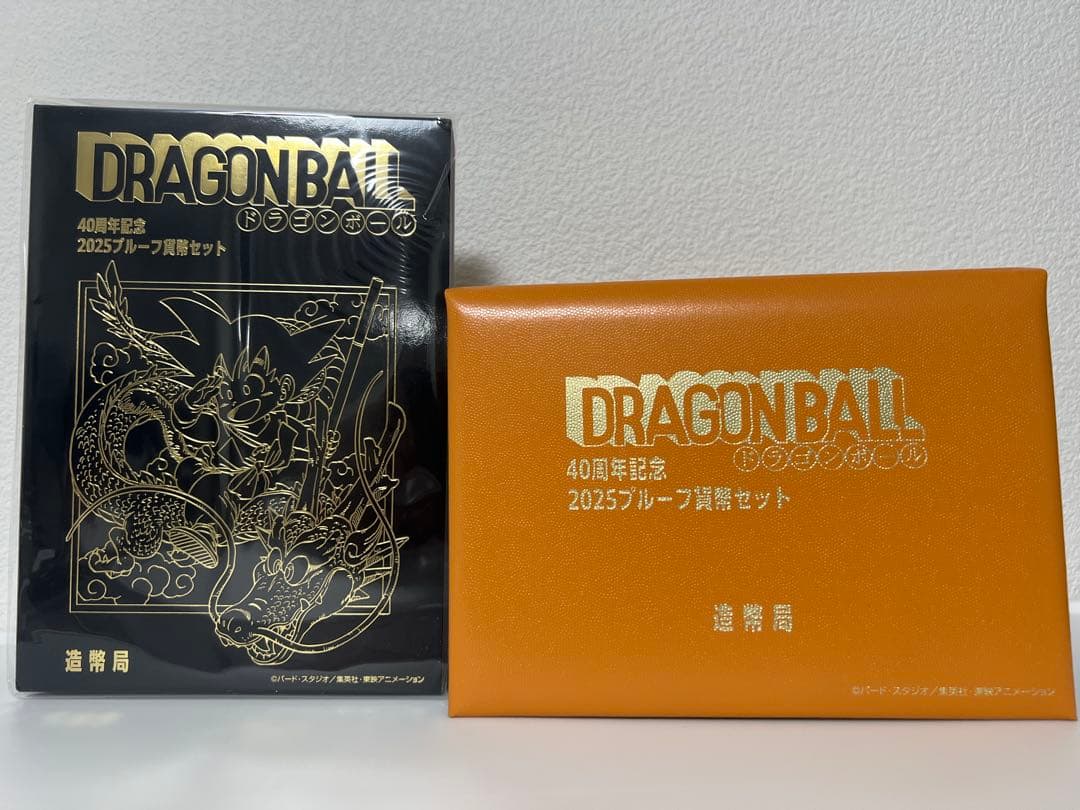 DRAGONBALL
ドラゴンボール
40周年記念
2025プルーフ貨幣セット
造幣局
©バード・スタジオ／集英社・東映アニメーション
DRAGONBALL
ドラゴンボール
40周年記念
2025プルーフ貨幣セット
造幣局
©バード・スタジオ／集英社・東映アニメーション